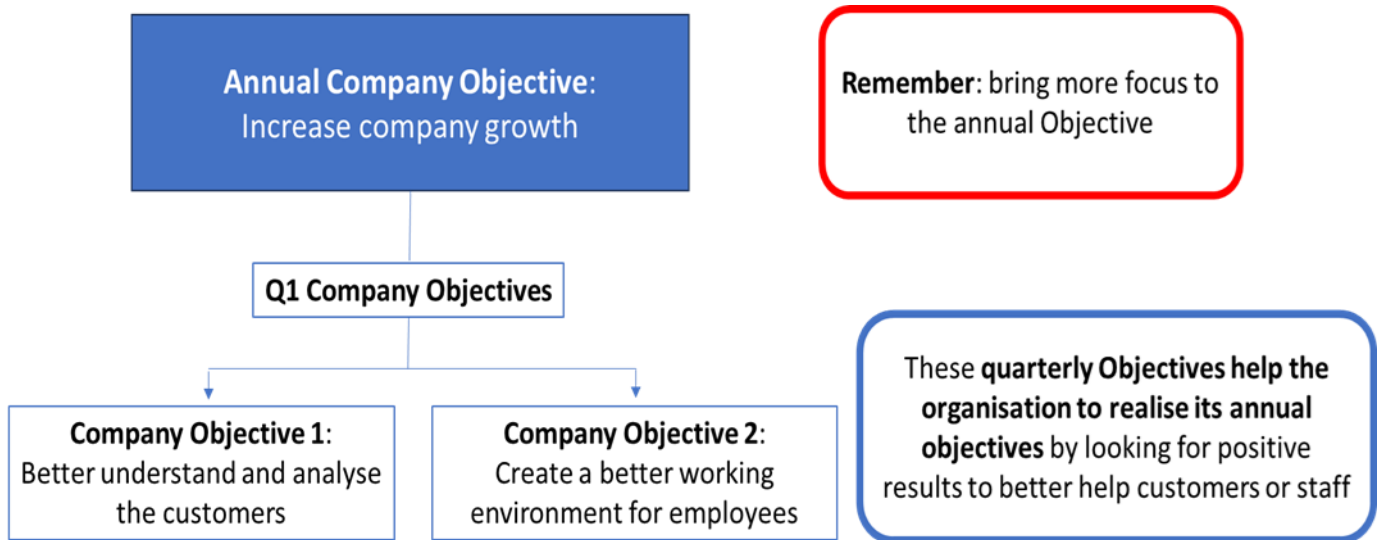 Annual Company Objective:
Increase company growth
Remember: bring more focus to
the annual Objective
Q1 Company Objectives
Company Objective 1:
Better understand and analyse
the customers
Company Objective 2:
Create a better working
environment for employees
These quarterly Objectives help the
organisation to realise its annual
objectives by looking for positive
results to better help customers or staff